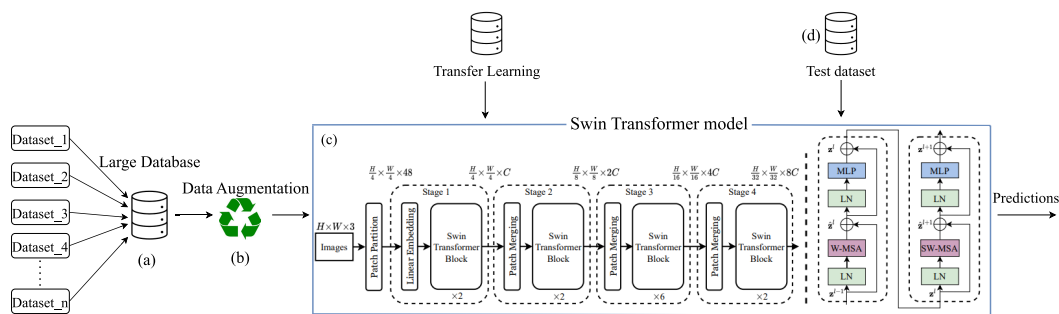 (d)
Transfer Learning
Test dataset
Swin Transformer model
(c)
Dataset_1
Dataset_2
Dataset_3
Dataset_4
Dataset_n
Large Database
(a)
Data Augmentation
(b)
H×W×3
Images
H/4 × W/4 × 48
Patch Partition
H/4 × W/4 × C
Stage 1
Linear Embedding
Swin
Transformer
Block
×2
H/8 × W/8 × 2C
Stage 2
Patch Merging
Swin
Transformer
Block
×2
H/16 × W/16 × 4C
Stage 3
Patch Merging
Swin
Transformer
Block
×6
H/32 × W/32 × 8C
Stage 4
Patch Merging
Swin
Transformer
Block
×2
z^l
MLP
LN
ẑ^l
W-MSA
LN
z^{l-1}
z^{l+1}
MLP
LN
ẑ^{l+1}
SW-MSA
LN
z^l
Predictions